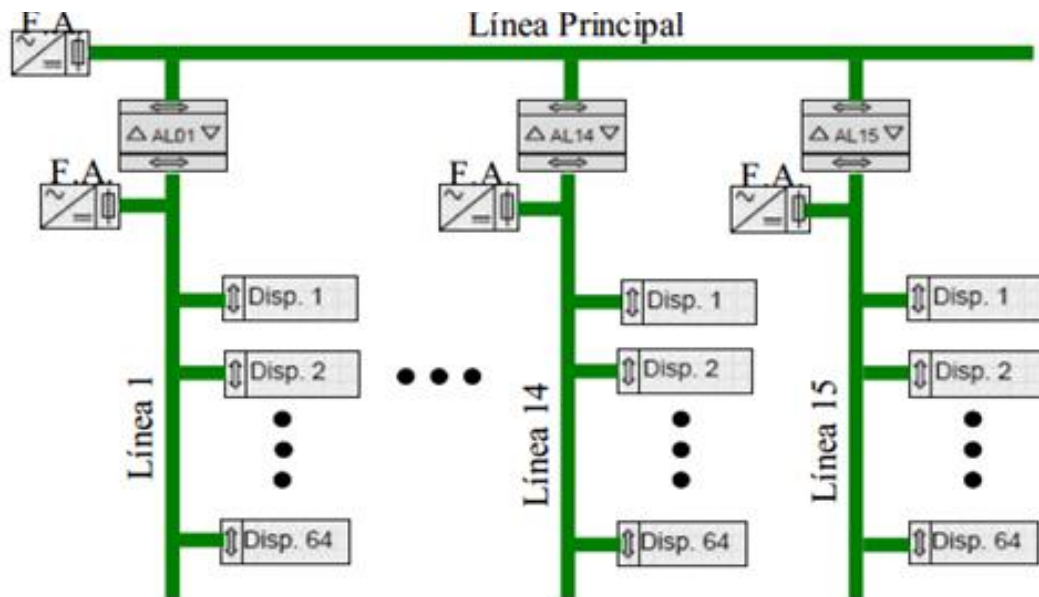 F.A.
Línea Principal
AL01
AL14
AL15
F.A.
F.A.
F.A.
Disp. 1
Disp. 1
Disp. 1
Disp. 2
Disp. 2
Disp. 2
Línea 1
Línea 14
Línea 15
Disp. 64
Disp. 64
Disp. 64